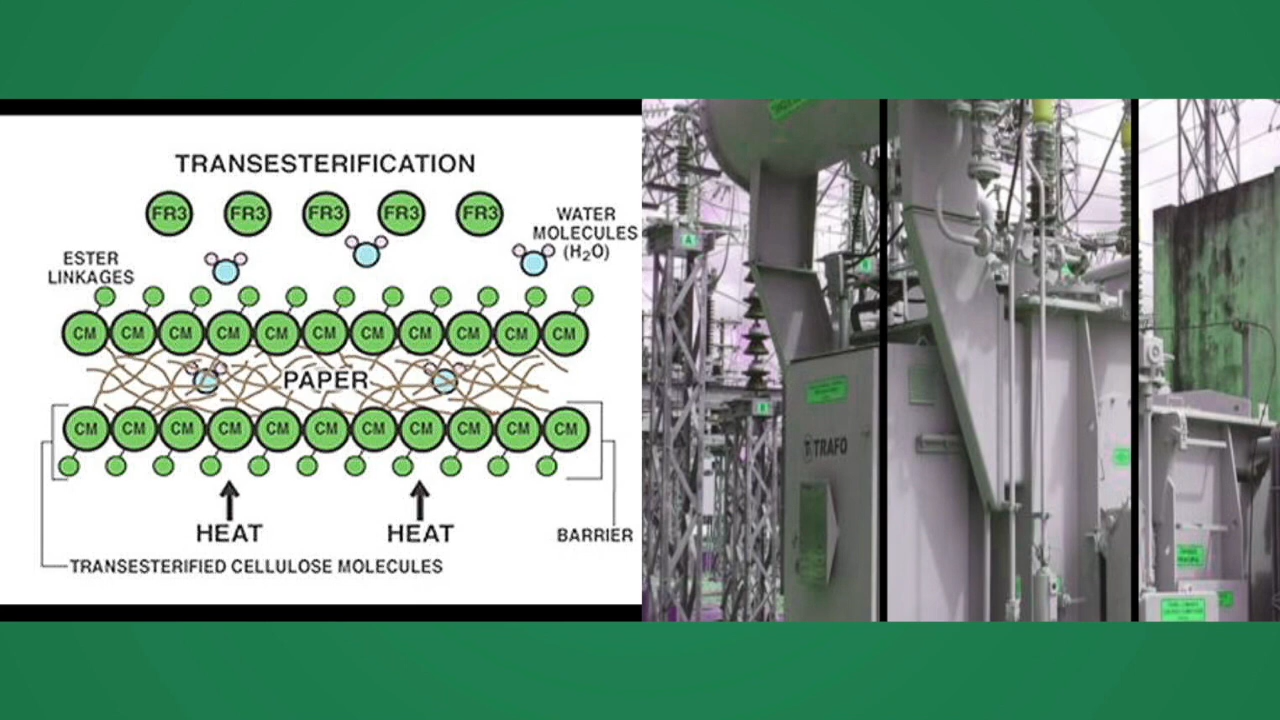 TRANSESTERIFICATION
FR3 FR3 FR3 FR3 FR3
WATER
MOLECULES
(H₂O)
ESTER
LINKAGES
CM CM CM CM CM CM CM CM CM CM CM
PAPER
CM CM CM CM CM CM CM CM CM CM CM
HEAT HEAT
BARRIER
TRANSESTERIFIED CELLULOSE MOLECULES
TRAFO